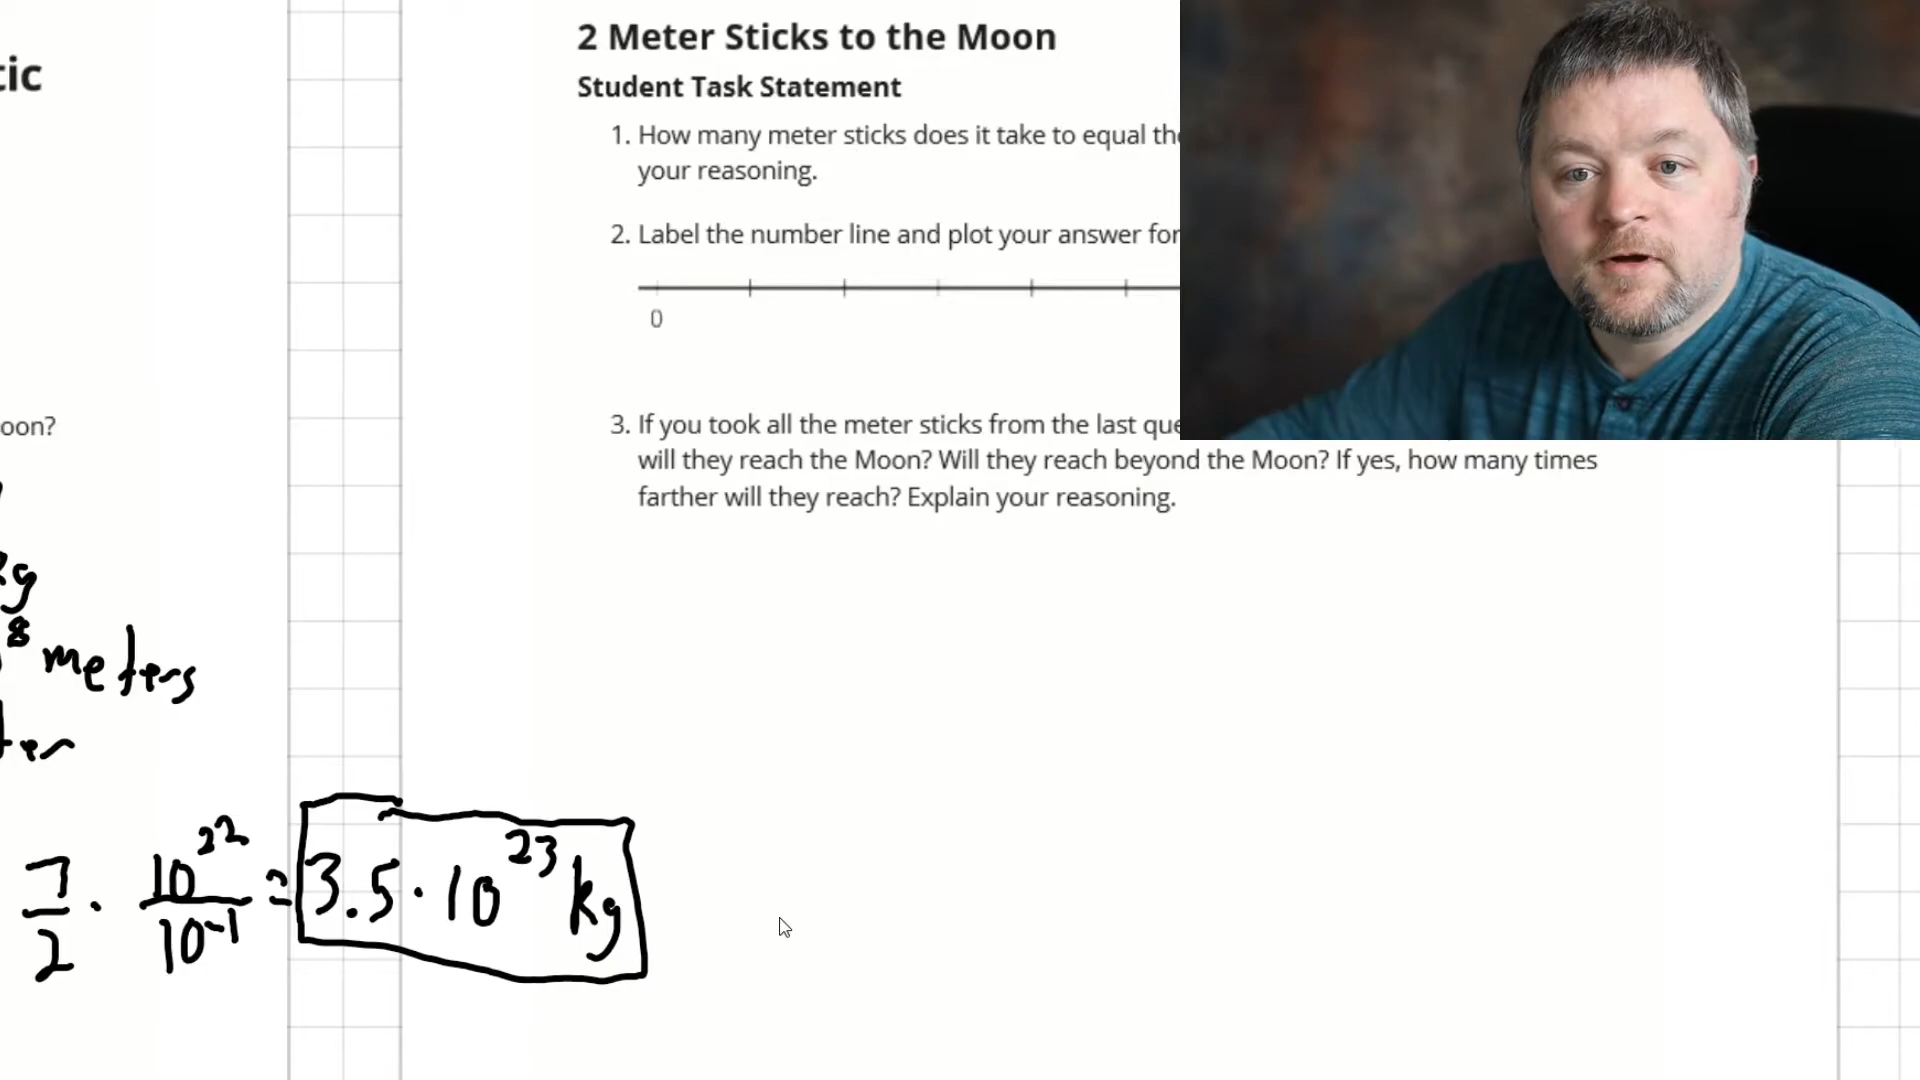 tic
2 Meter Sticks to the Moon
Student Task Statement
1. How many meter sticks does it take to equal the
your reasoning.
2. Label the number line and plot your answer for
0
oon?
3. If you took all the meter sticks from the last que
will they reach the Moon? Will they reach beyond the Moon? If yes, how many times
farther will they reach? Explain your reasoning.
kg
8 meters
ter
7/2 · 10^22/10^-1 = 3.5 · 10^23 kg